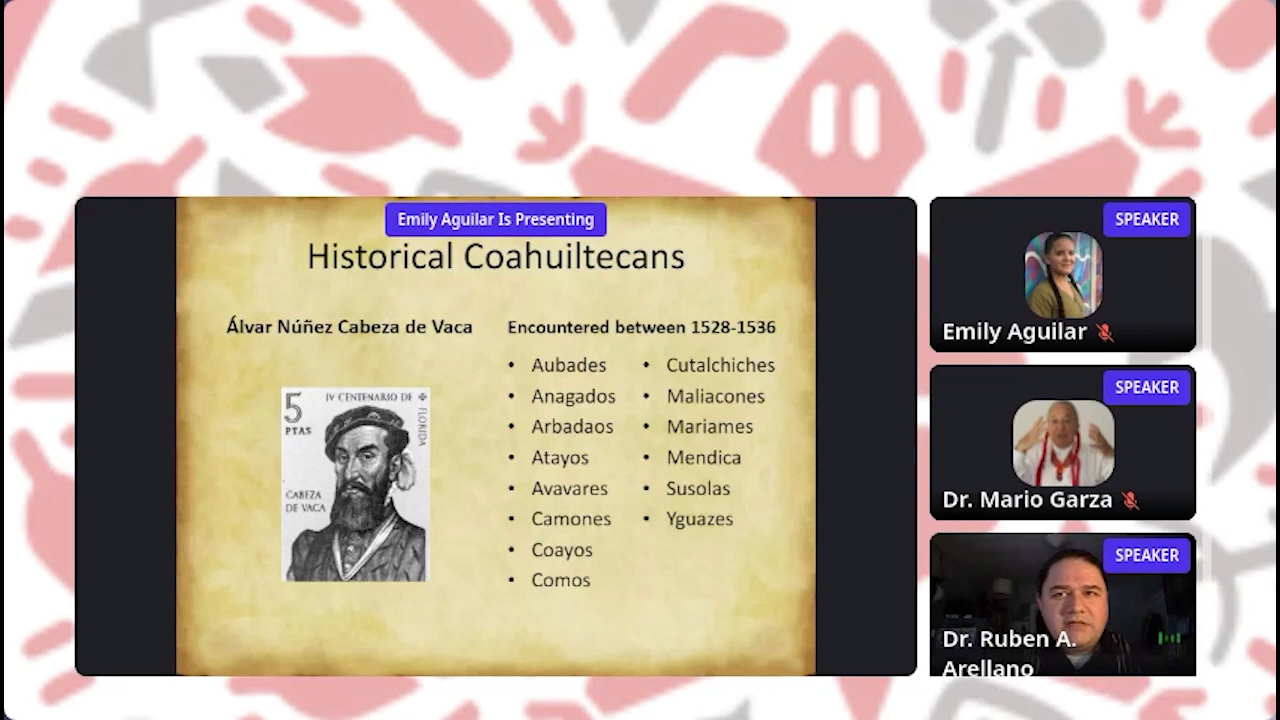 Emily Aguilar Is Presenting
Historical Coahuiltecans
Álvar Núñez Cabeza de Vaca
5
PTAS
IV CENTENARIO DE
FLORIDA
CABEZA
DE VACA
Encountered between 1528-1536
• Aubades
• Anagados
• Arbadaos
• Atayos
• Avavares
• Camones
• Coayos
• Comos
• Cutalchiches
• Maliacones
• Mariames
• Mendica
• Susolas
• Yguazes
SPEAKER
Emily Aguilar
SPEAKER
Dr. Mario Garza
SPEAKER
Dr. Ruben A.
Arellano